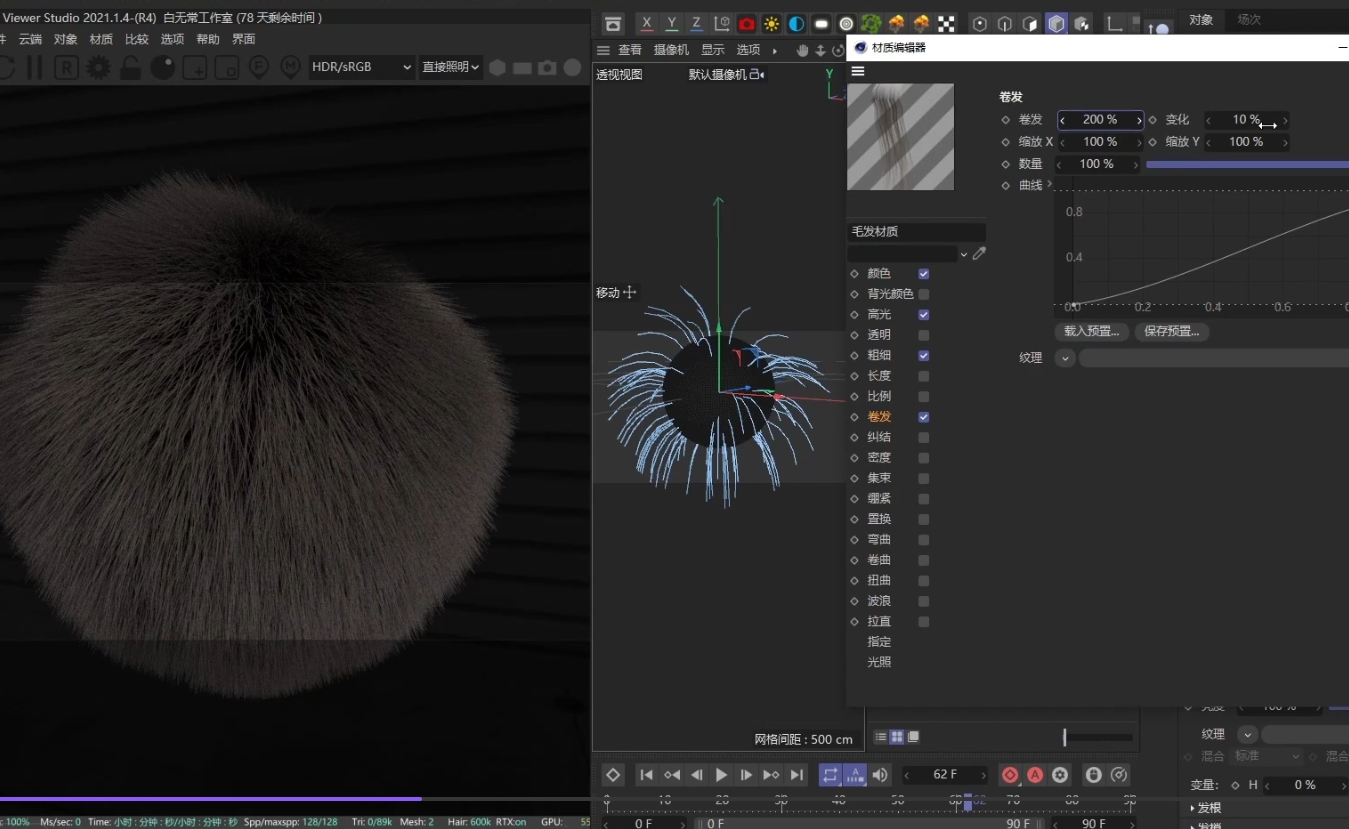 Viewer Studio 2021.1.4-(R4) 白无常工作室 (78 天剩余时间 )
件 云端 对象 材质 比较 选项 帮助 界面
HDR/sRGB 直接照明
X Y Z
对象 场次
查看 摄像机 显示 选项
材质编辑器
透视视图 默认摄像机
Y
移动
网格间距 : 500 cm
毛发材质
颜色
背光颜色
高光
透明
粗细
长度
比例
卷发
纠结
密度
集束
绷紧
置换
弯曲
卷曲
扭曲
波浪
拉直
指定
光照
卷发
卷发 200 % 变化 10 %
缩放 X 100 % 缩放 Y 100 %
数量 100 %
曲线
0.8
0.4
0.0 0.2 0.4 0.6
载入预置... 保存预置...
纹理
亮度 100 %
纹理
混合 标准 混合
变量: H 0 %
发根
发梢
62 F
0 10 20 30 40 50 60 62 70 80 90
0 F 0 F 90 F 90 F
: 100% Ms/sec: 0 Time: 小时 : 分钟 : 秒/小时 : 分钟 : 秒 Spp/maxspp: 128/128 Tri: 0/89k Mesh: 2 Hair: 600k RTX:on GPU: 55